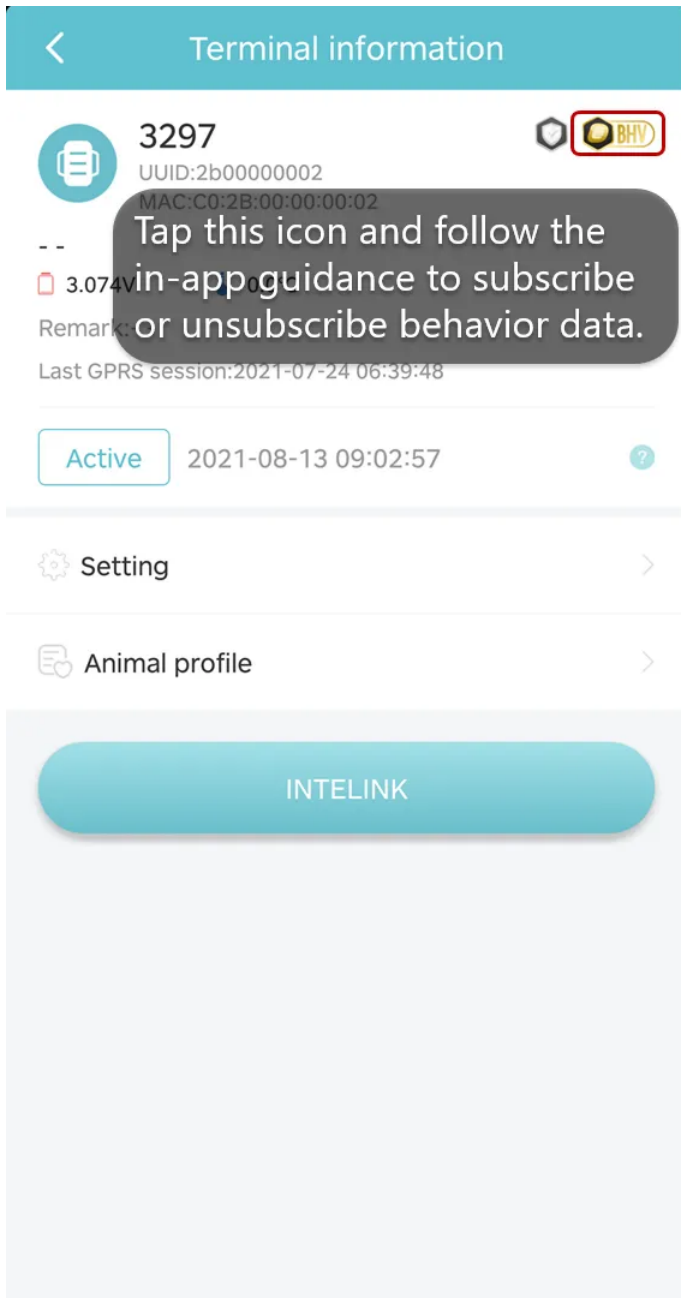 Terminal information
3297
BHV
UUID:2b00000002
MAC:C0:2B:00:00:00:02
Tap this icon and follow the
in-app guidance to subscribe
or unsubscribe behavior data.
- -
3.074V
Remark:
Last GPRS session:2021-07-24 06:39:48
Active
2021-08-13 09:02:57
?
Setting
Animal profile
INTELINK